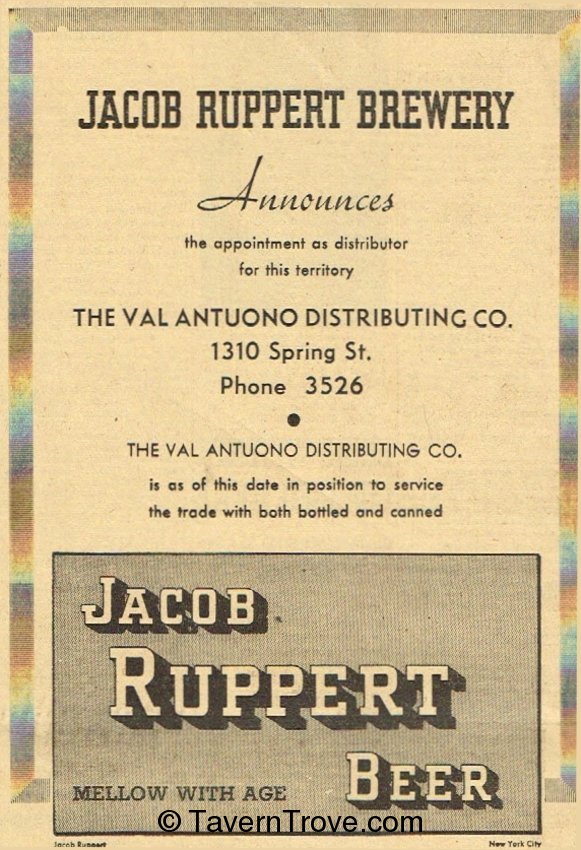 JACOB RUPPERT BREWERY
Announces
the appointment as distributor
for this territory
THE VAL ANTUONO DISTRIBUTING CO.
1310 Spring St.
Phone 3526
THE VAL ANTUONO DISTRIBUTING CO.
is as of this date in position to service
the trade with both bottled and canned
JACOB
RUPPERT
BEER
MELLOW WITH AGE
© TavernTrove.com
Jacob Ruppert New York City